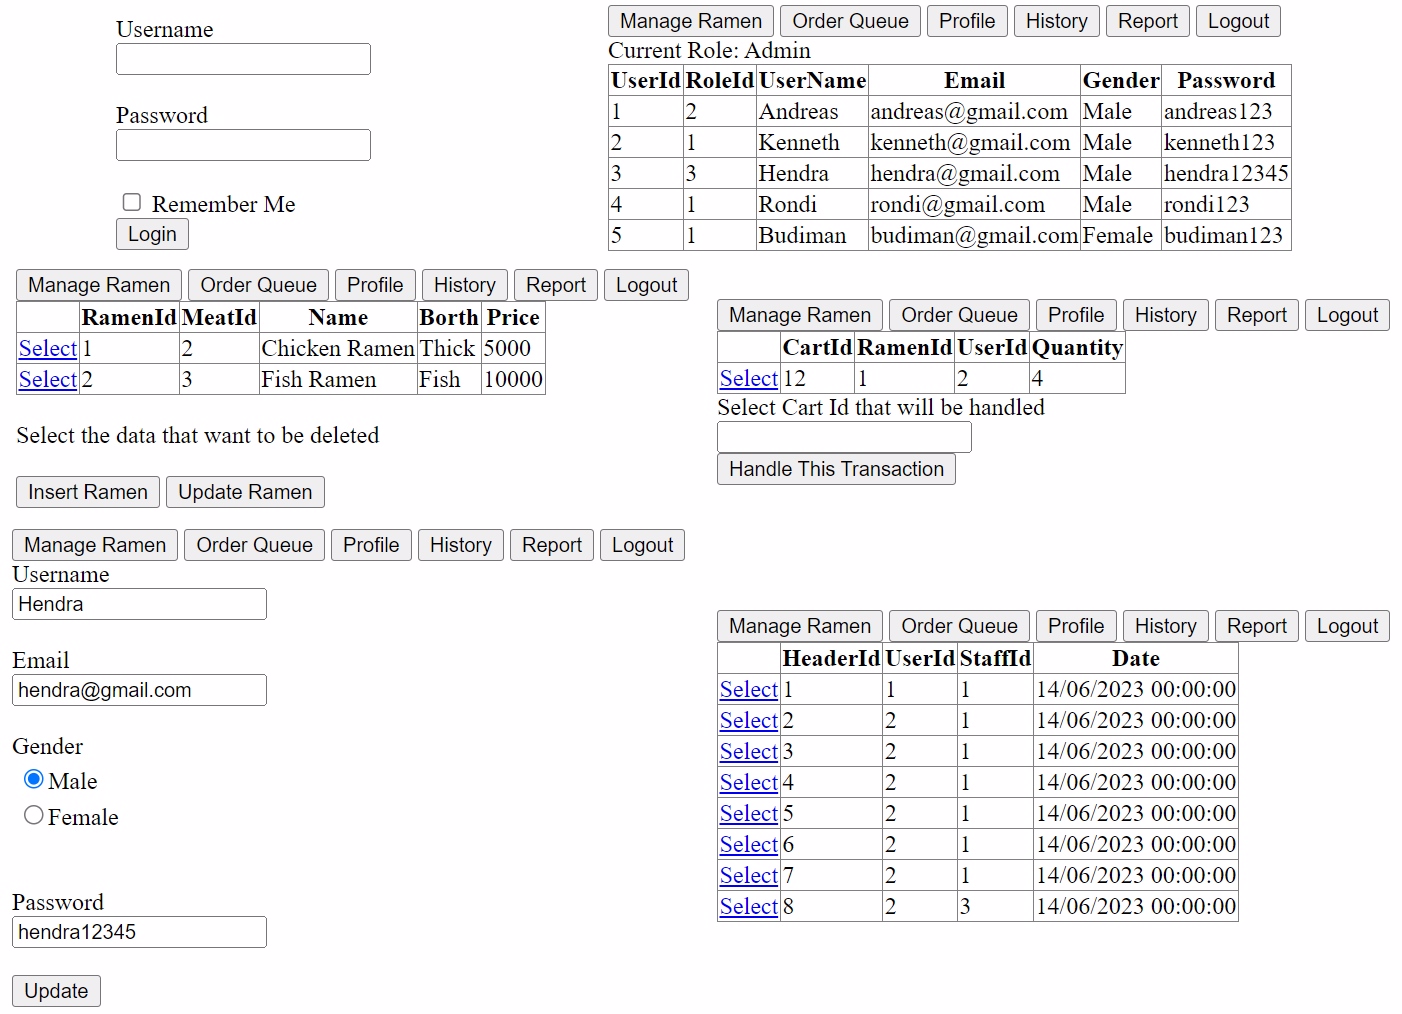 Username
Password
Remember Me
Login
Manage Ramen Order Queue Profile History Report Logout
Current Role: Admin
UserId RoleId UserName Email Gender Password
1 2 Andreas andreas@gmail.com Male andreas123
2 1 Kenneth kenneth@gmail.com Male kenneth123
3 3 Hendra hendra@gmail.com Male hendra12345
4 1 Rondi rondi@gmail.com Male rondi123
5 1 Budiman budiman@gmail.com Female budiman123
Manage Ramen Order Queue Profile History Report Logout
RamenId MeatId Name Borth Price
Select 1 2 Chicken Ramen Thick 5000
Select 2 3 Fish Ramen Fish 10000
Select the data that want to be deleted
Insert Ramen Update Ramen
Manage Ramen Order Queue Profile History Report Logout
CartId RamenId UserId Quantity
Select 12 1 2 4
Select Cart Id that will be handled
Handle This Transaction
Manage Ramen Order Queue Profile History Report Logout
Username
Hendra
Email
hendra@gmail.com
Gender
Male
Female
Password
hendra12345
Update
Manage Ramen Order Queue Profile History Report Logout
HeaderId UserId StaffId Date
Select 1 1 1 14/06/2023 00:00:00
Select 2 2 1 14/06/2023 00:00:00
Select 3 2 1 14/06/2023 00:00:00
Select 4 2 1 14/06/2023 00:00:00
Select 5 2 1 14/06/2023 00:00:00
Select 6 2 1 14/06/2023 00:00:00
Select 7 2 1 14/06/2023 00:00:00
Select 8 2 3 14/06/2023 00:00:00